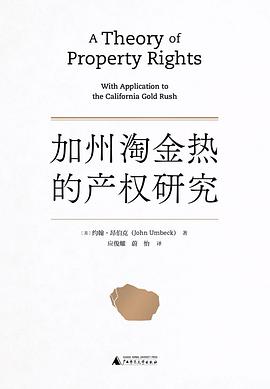 A Theory of
Property Rights
With Application to
the California Gold Rush
加州淘金热
的产权研究
［美］约翰·昂伯克（John Umbeck） 著
应俊耀 蔚怡 译
广西师范大学出版社